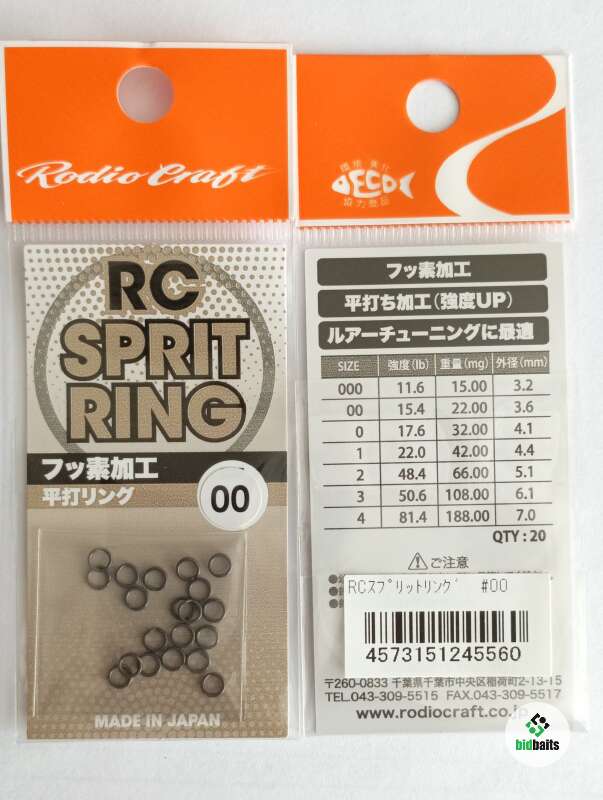 Rodio Craft
RC
SPRIT
RING
フッ素加工
平打リング
00
MADE IN JAPAN
環境
DECO
協力商品
フッ素加工
平打ち加工(強度UP)
ルアーチューニングに最適
SIZE 強度(lb) 重量(mg) 外径(mm)
000 11.6 15.00 3.2
00 15.4 22.00 3.6
0 17.6 32.00 4.1
1 22.0 42.00 4.4
2 48.4 66.00 5.1
3 50.6 108.00 6.1
4 81.4 188.00 7.0
QTY : 20
ご注意
RCスプリットリング #00
4573151245560
〒260-0833 千葉県千葉市中央区稲荷町2-13-15
TEL.043-309-5515 FAX.043-309-5517
www.rodiocraft.co.jp
bidbaits